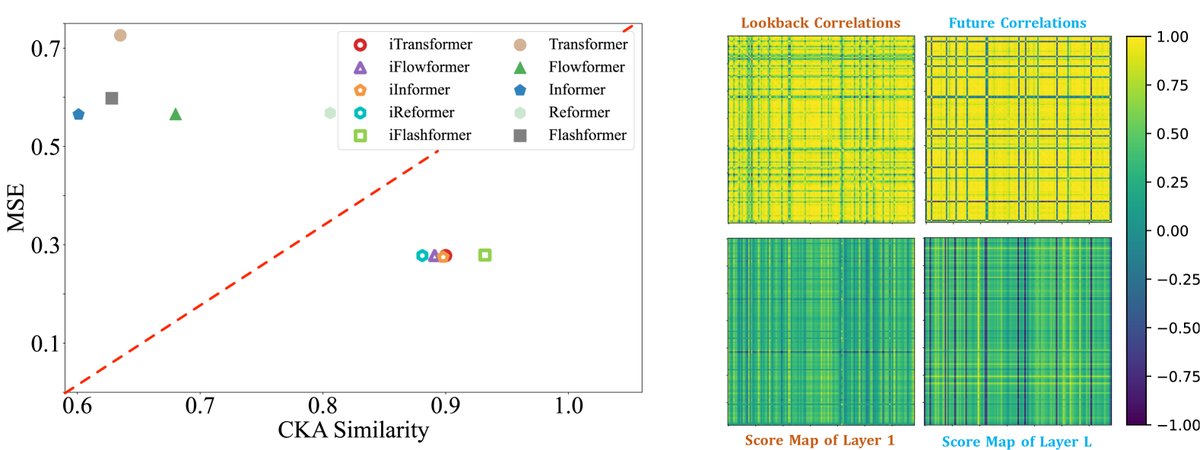 0.7
0.5
0.3
0.1
MSE
0.6
0.7
0.8
0.9
1.0
CKA Similarity
iTransformer
Transformer
iFlowformer
Flowformer
iInformer
Informer
iReformer
Reformer
iFlashformer
Flashformer
Lookback Correlations
Future Correlations
Score Map of Layer 1
Score Map of Layer L
1.00
0.75
0.50
0.25
0.00
−0.25
−0.50
−0.75
−1.00